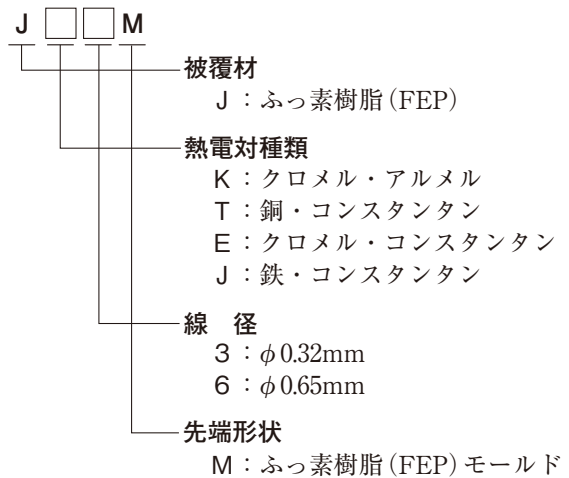 J □ □ M
被覆材
J：ふっ素樹脂(FEP)
熱電対種類
K：クロメル・アルメル
T：銅・コンスタンタン
E：クロメル・コンスタンタン
J：鉄・コンスタンタン
線　径
3：φ0.32mm
6：φ0.65mm
先端形状
M：ふっ素樹脂(FEP)モールド